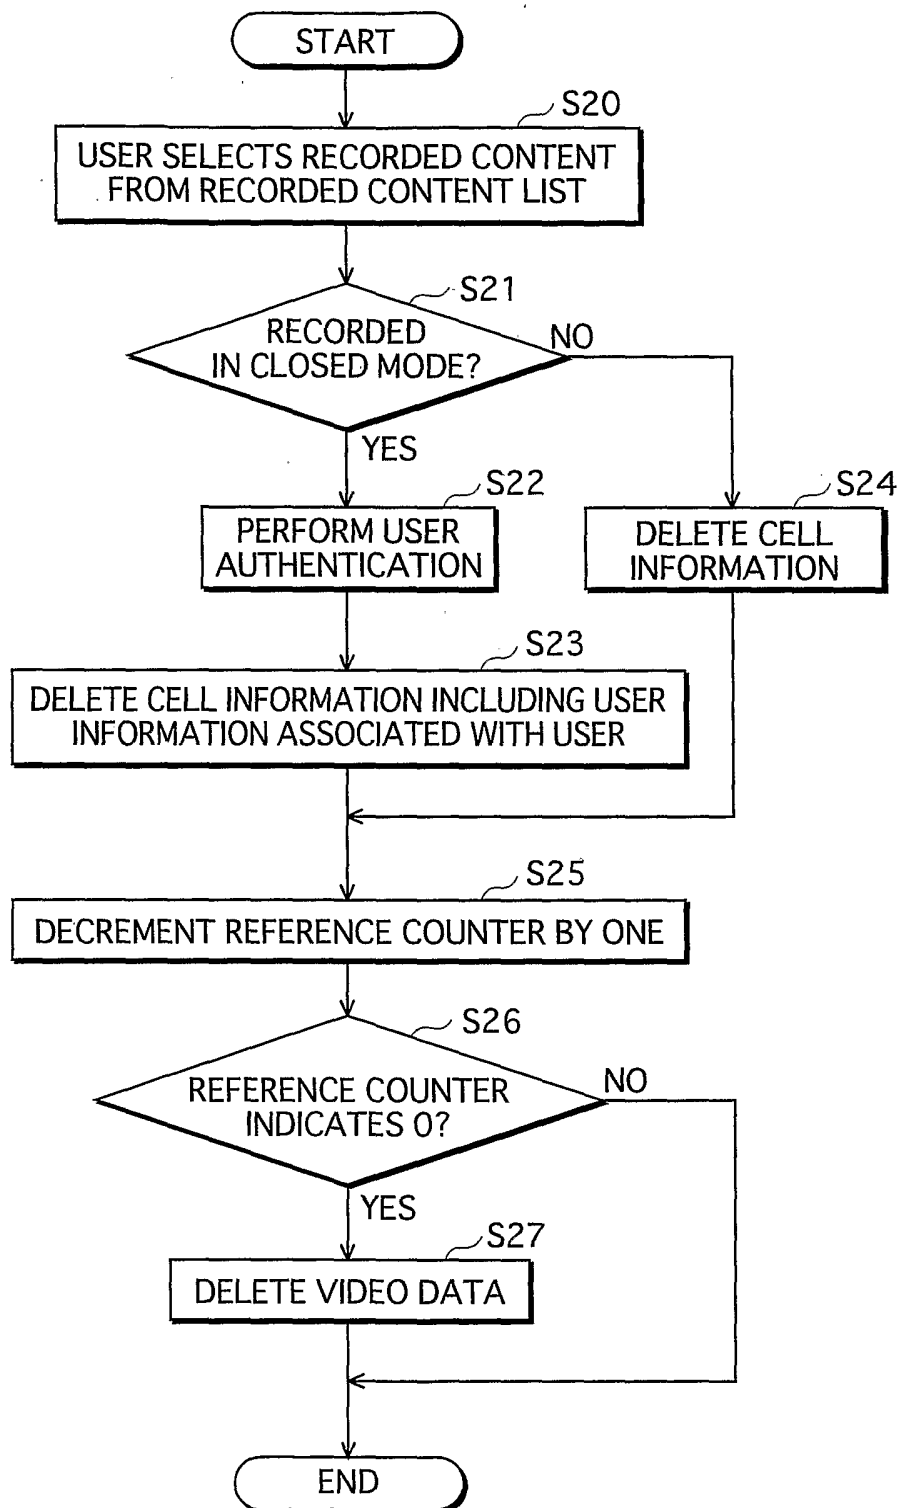 START
S20
USER SELECTS RECORDED CONTENT
FROM RECORDED CONTENT LIST
S21
RECORDED
IN CLOSED MODE?
NO
YES
S22
PERFORM USER
AUTHENTICATION
S24
DELETE CELL
INFORMATION
S23
DELETE CELL INFORMATION INCLUDING USER
INFORMATION ASSOCIATED WITH USER
S25
DECREMENT REFERENCE COUNTER BY ONE
S26
REFERENCE COUNTER
INDICATES 0?
NO
YES
S27
DELETE VIDEO DATA
END